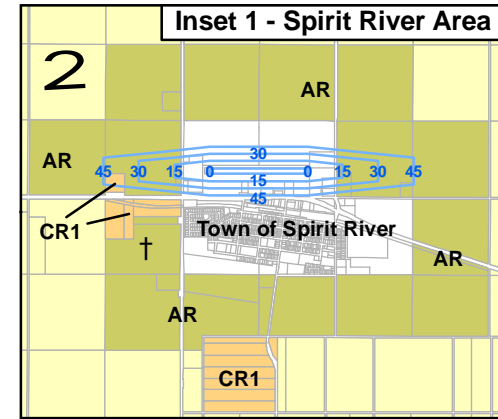 Inset 1 - Spirit River Area
2
AR
30
AR
45 30 15 0 0 15 30 45
15
45
CR1
Town of Spirit River
AR
AR
CR1